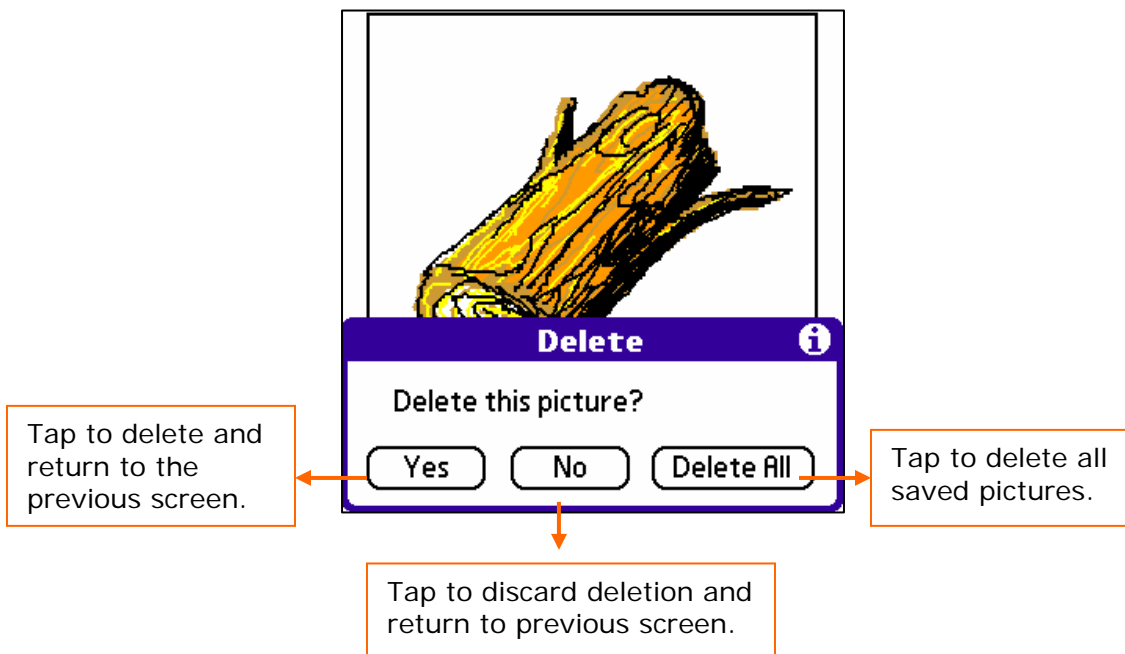 Delete
Delete this picture?
Yes
No
Delete All
Tap to delete and
return to the
previous screen.
Tap to delete all
saved pictures.
Tap to discard deletion and
return to previous screen.